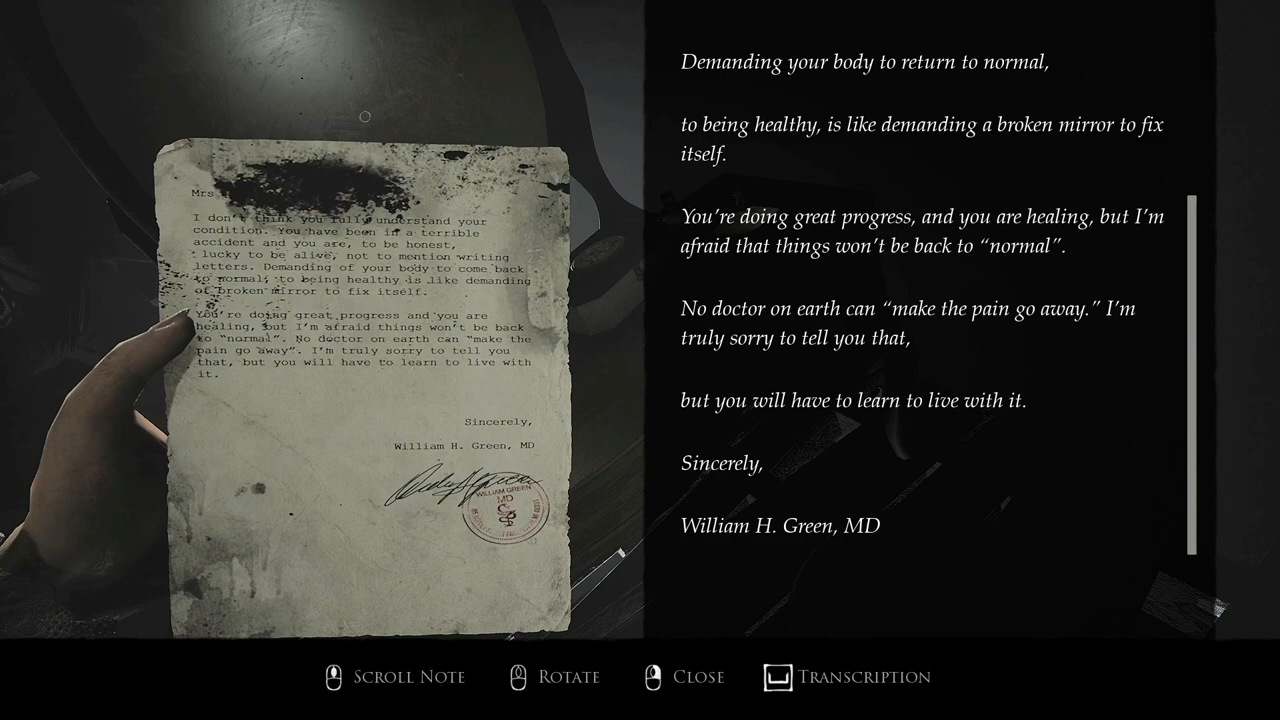 Mrs
I don't think you fully understand your
condition. You have been in a terrible
accident and you are, to be honest,
lucky to be alive, not to mention writing
letters. Demanding of your body to come back
to normal, to being healthy is like demanding
of broken mirror to fix itself.
You're doing great progress and you are
healing, but I'm afraid things won't be back
to "normal". No doctor on earth can "make the
pain go away". I'm truly sorry to tell you
that, but you will have to learn to live with
it.
Sincerely,
William H. Green, MD
WILLIAM GREEN
MD
Demanding your body to return to normal,
to being healthy, is like demanding a broken mirror to fix
itself.
You're doing great progress, and you are healing, but I'm
afraid that things won't be back to “normal”.
No doctor on earth can “make the pain go away.” I'm
truly sorry to tell you that,
but you will have to learn to live with it.
Sincerely,
William H. Green, MD
SCROLL NOTE
ROTATE
CLOSE
TRANSCRIPTION